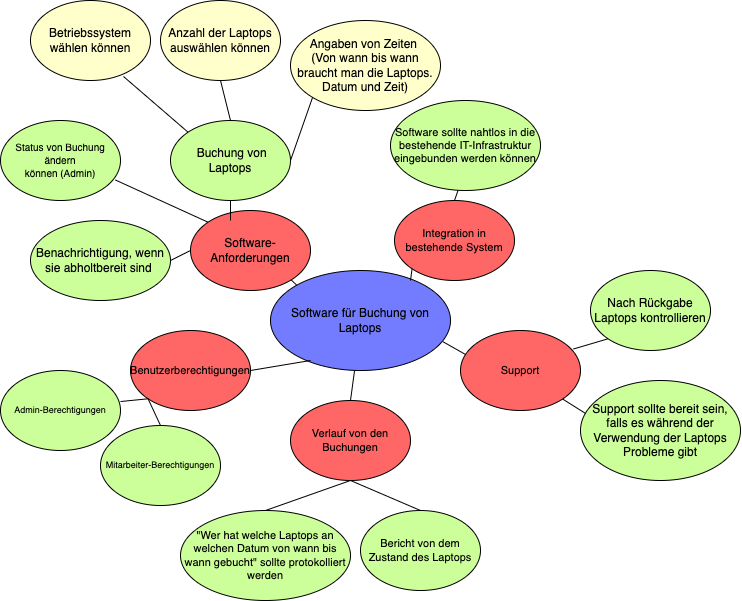 Betriebssystem
wählen können
Anzahl der Laptops
auswählen können
Angaben von Zeiten
(Von wann bis wann
braucht man die Laptops.
Datum und Zeit)
Status von Buchung
ändern
können (Admin)
Buchung von
Laptops
Software sollte nahtlos in die
bestehende IT-Infrastruktur
eingebunden werden können
Benachrichtigung, wenn
sie abholtbereit sind
Software-
Anforderungen
Integration in
bestehende System
Software für Buchung von
Laptops
Nach Rückgabe
Laptops kontrollieren
Benutzerberechtigungen
Support
Admin-Berechtigungen
Mitarbeiter-Berechtigungen
Verlauf von den
Buchungen
Support sollte bereit sein,
falls es während der
Verwendung der Laptops
Probleme gibt
"Wer hat welche Laptops an
welchen Datum von wann bis
wann gebucht" sollte protokolliert
werden
Bericht von dem
Zustand des Laptops